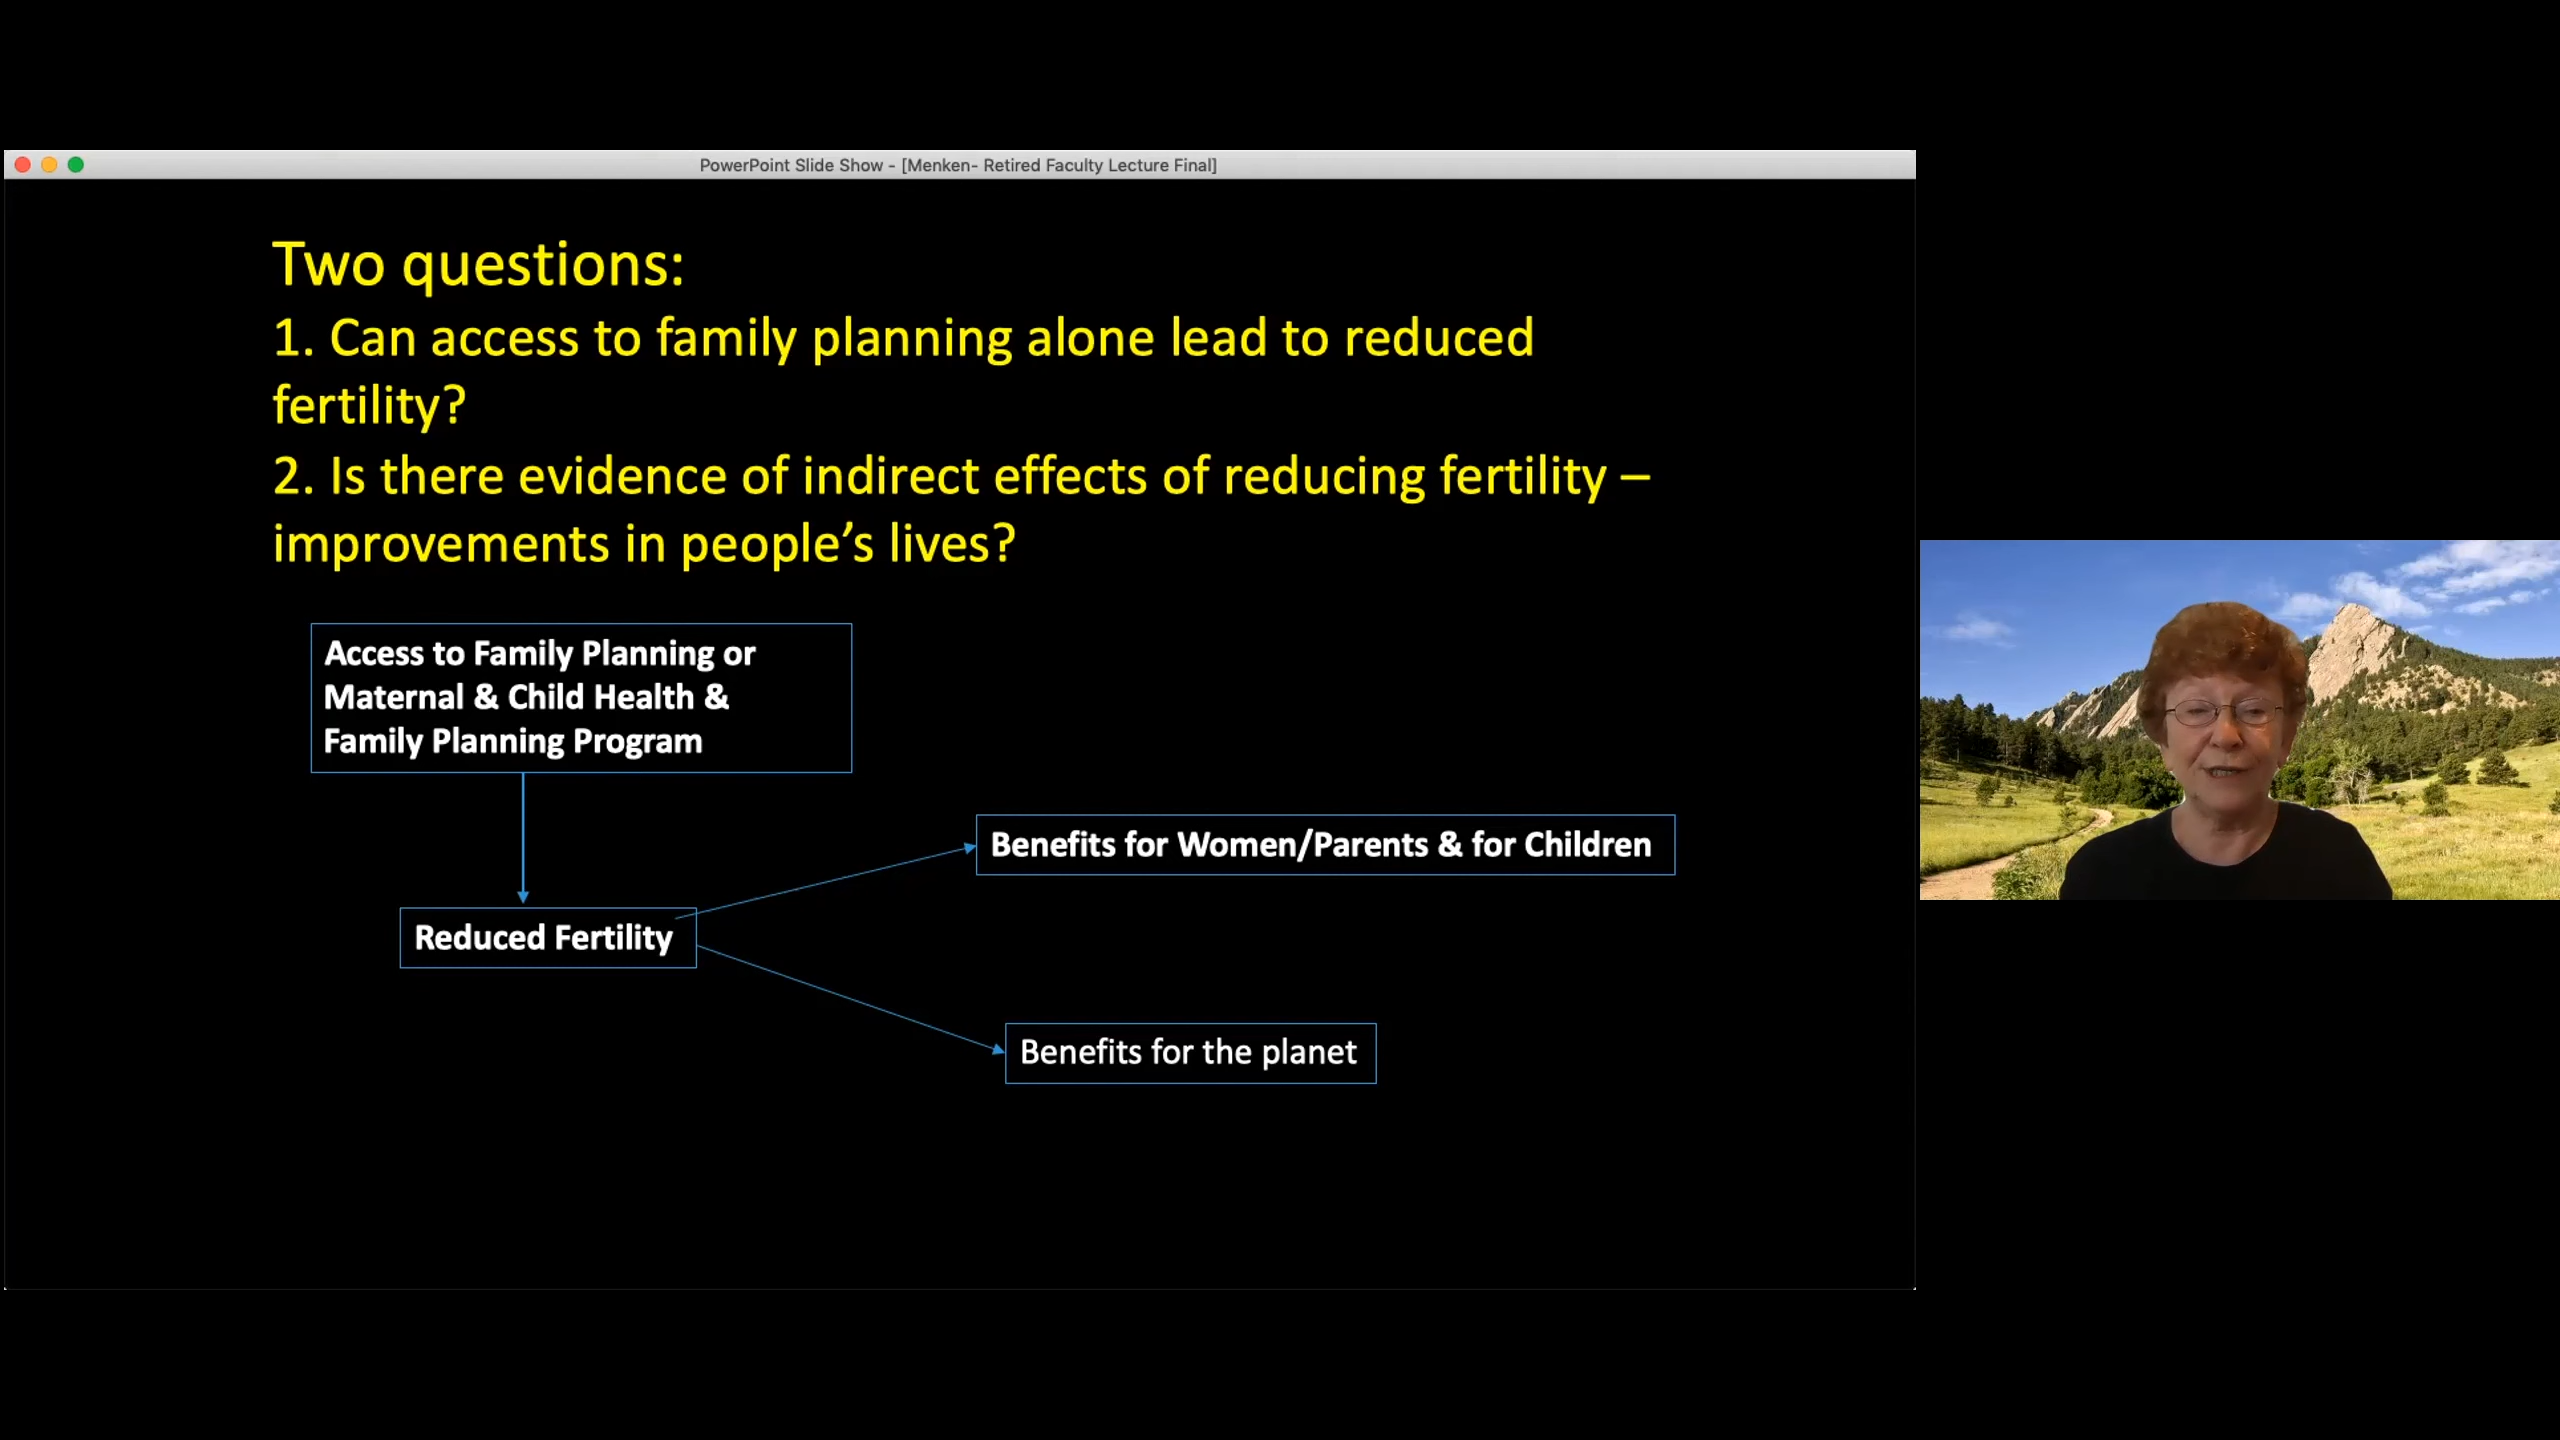 PowerPoint Slide Show - [Menken- Retired Faculty Lecture Final]
Two questions:
1. Can access to family planning alone lead to reduced
fertility?
2. Is there evidence of indirect effects of reducing fertility –
improvements in people’s lives?
Access to Family Planning or
Maternal & Child Health &
Family Planning Program
Benefits for Women/Parents & for Children
Reduced Fertility
Benefits for the planet